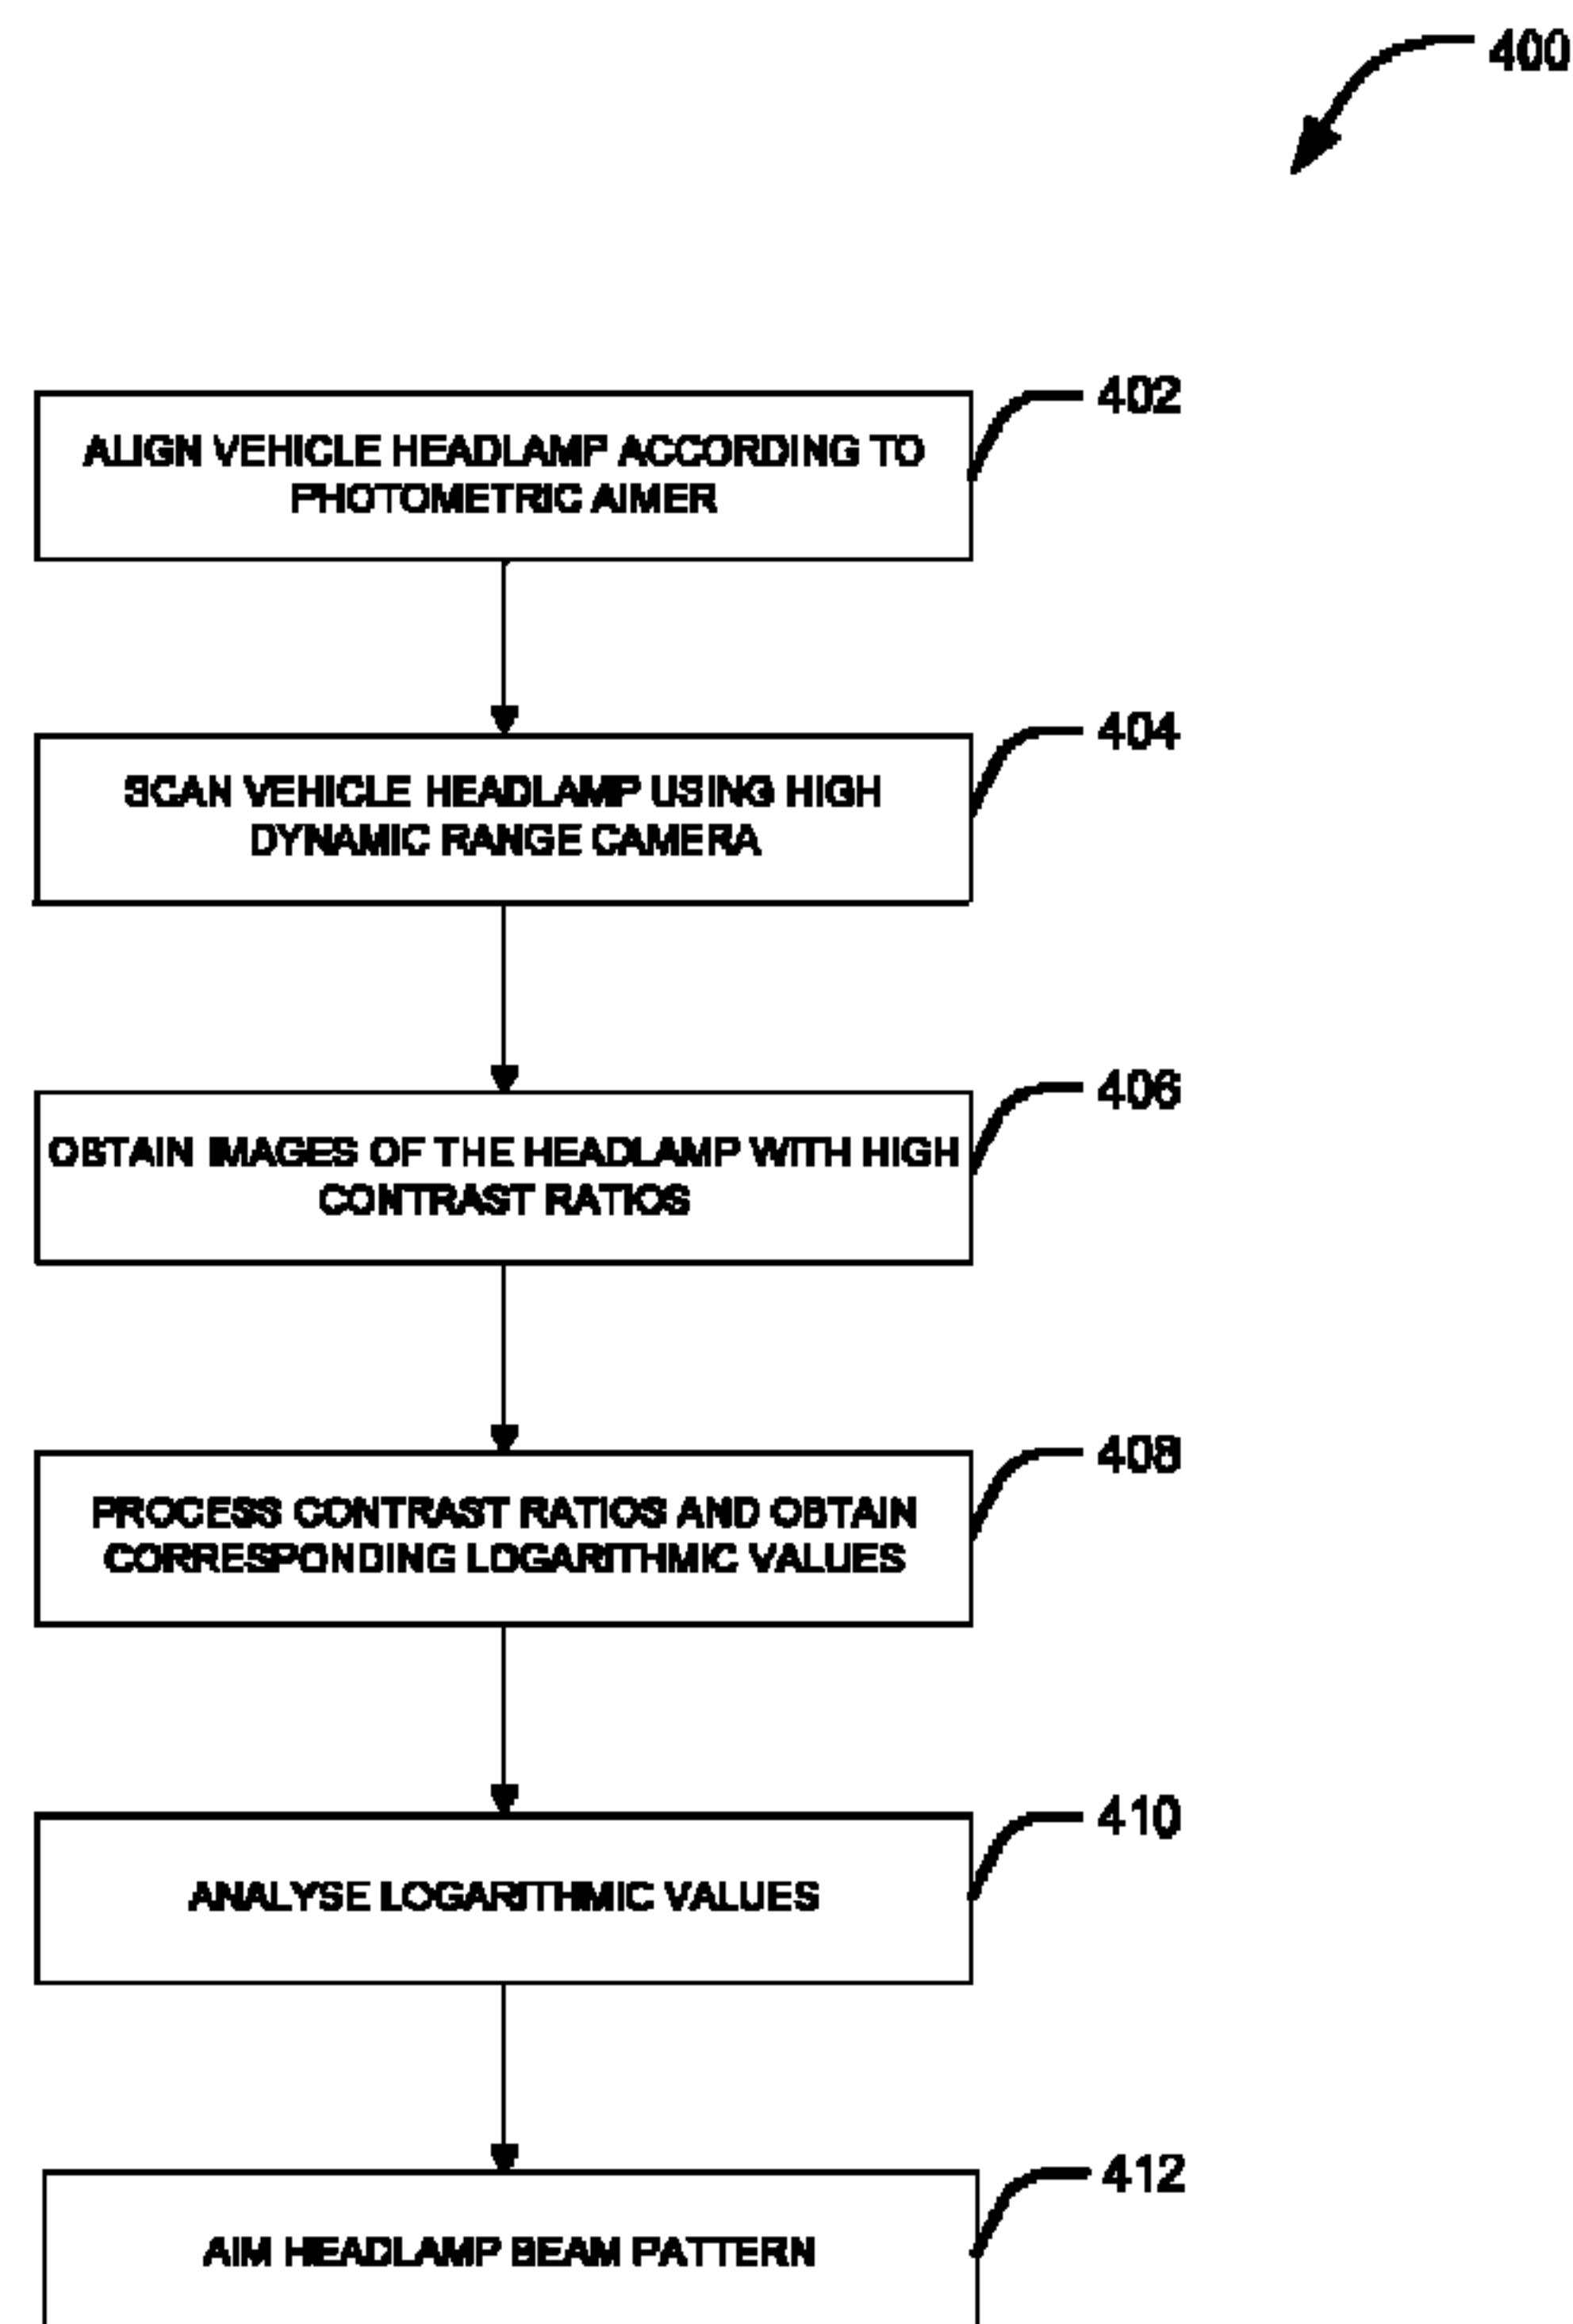 400
402
ALIGN VEHICLE HEADLAMP ACCORDING TO
PHOTOMETRIC AIMER
404
SCAN VEHICLE HEADLAMP USING HIGH
DYNAMIC RANGE CAMERA
406
OBTAIN IMAGES OF THE HEADLAMP WITH HIGH
CONTRAST RATIOS
408
PROCESS CONTRAST RATIOS AND OBTAIN
CORRESPONDING LOGARITHMIC VALUES
410
ANALYSE LOGARITHMIC VALUES
412
AIM HEADLAMP BEAM PATTERN